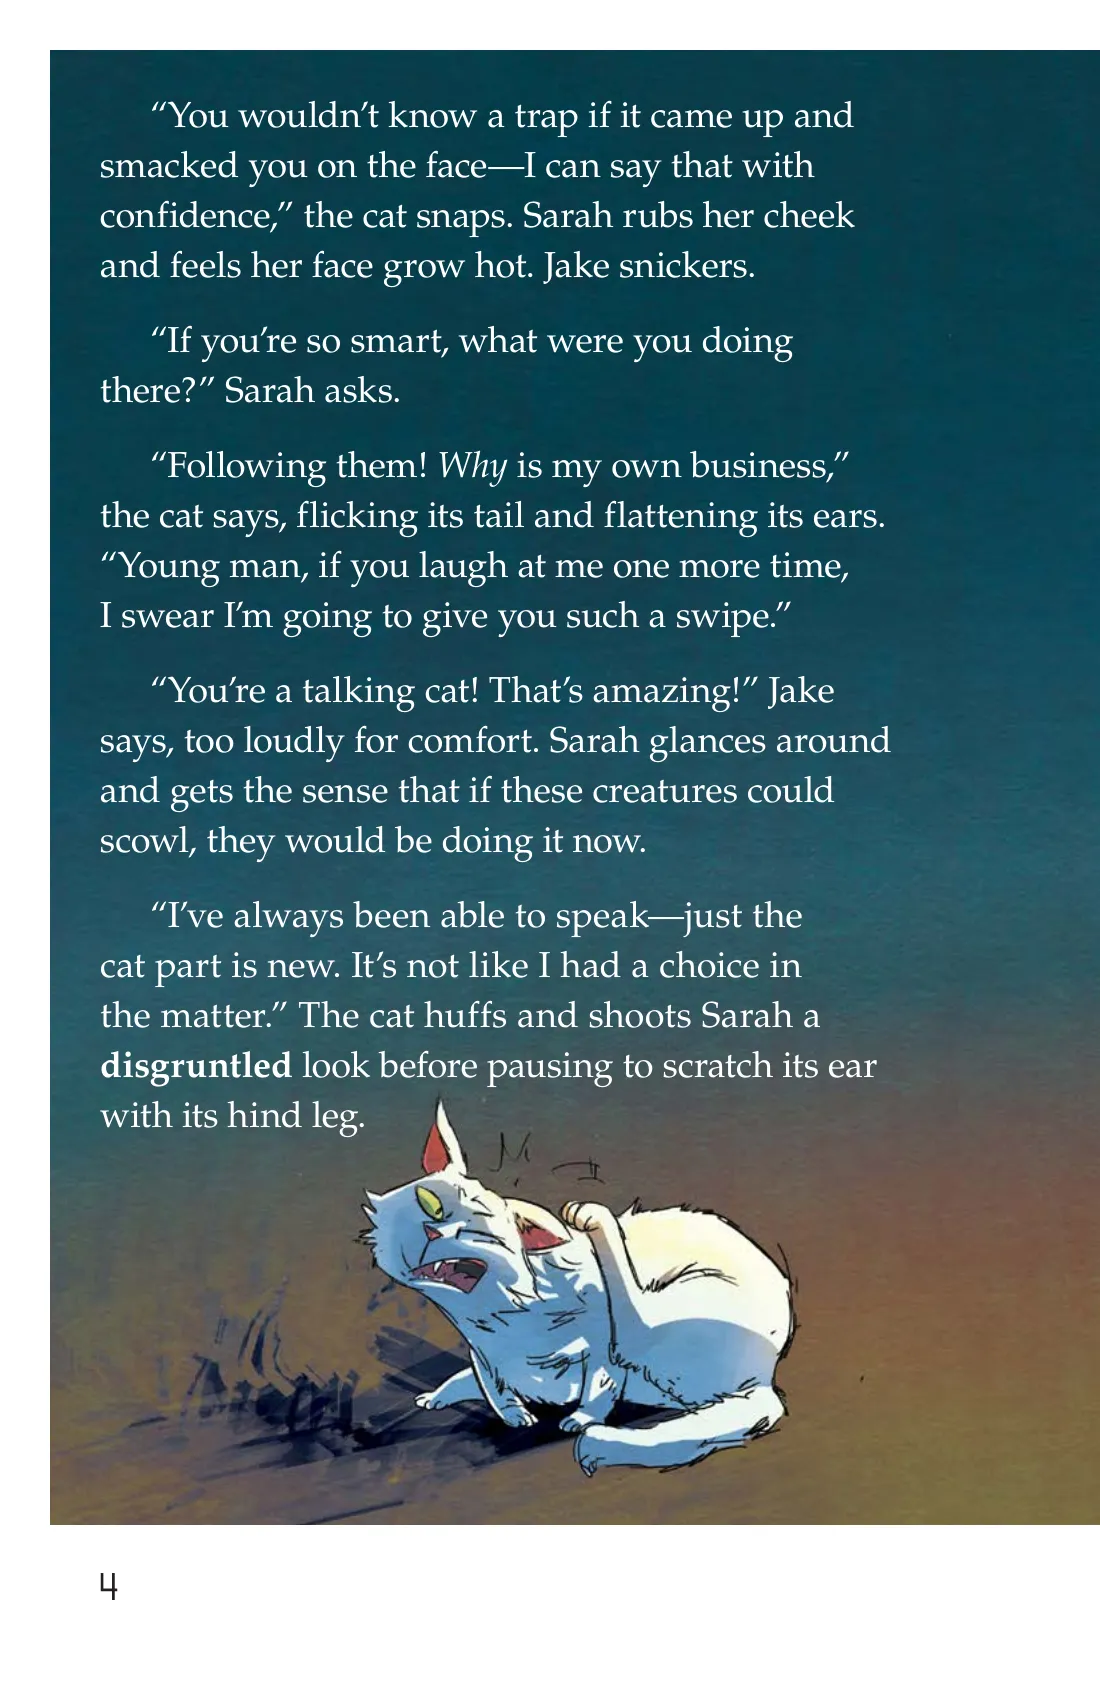 “You wouldn’t know a trap if it came up and
smacked you on the face—I can say that with
confidence,” the cat snaps. Sarah rubs her cheek
and feels her face grow hot. Jake snickers.
“If you’re so smart, what were you doing
there?” Sarah asks.
“Following them! Why is my own business,”
the cat says, flicking its tail and flattening its ears.
“Young man, if you laugh at me one more time,
I swear I’m going to give you such a swipe.”
“You’re a talking cat! That’s amazing!” Jake
says, too loudly for comfort. Sarah glances around
and gets the sense that if these creatures could
scowl, they would be doing it now.
“I’ve always been able to speak—just the
cat part is new. It’s not like I had a choice in
the matter.” The cat huffs and shoots Sarah a
disgruntled look before pausing to scratch its ear
with its hind leg.
4